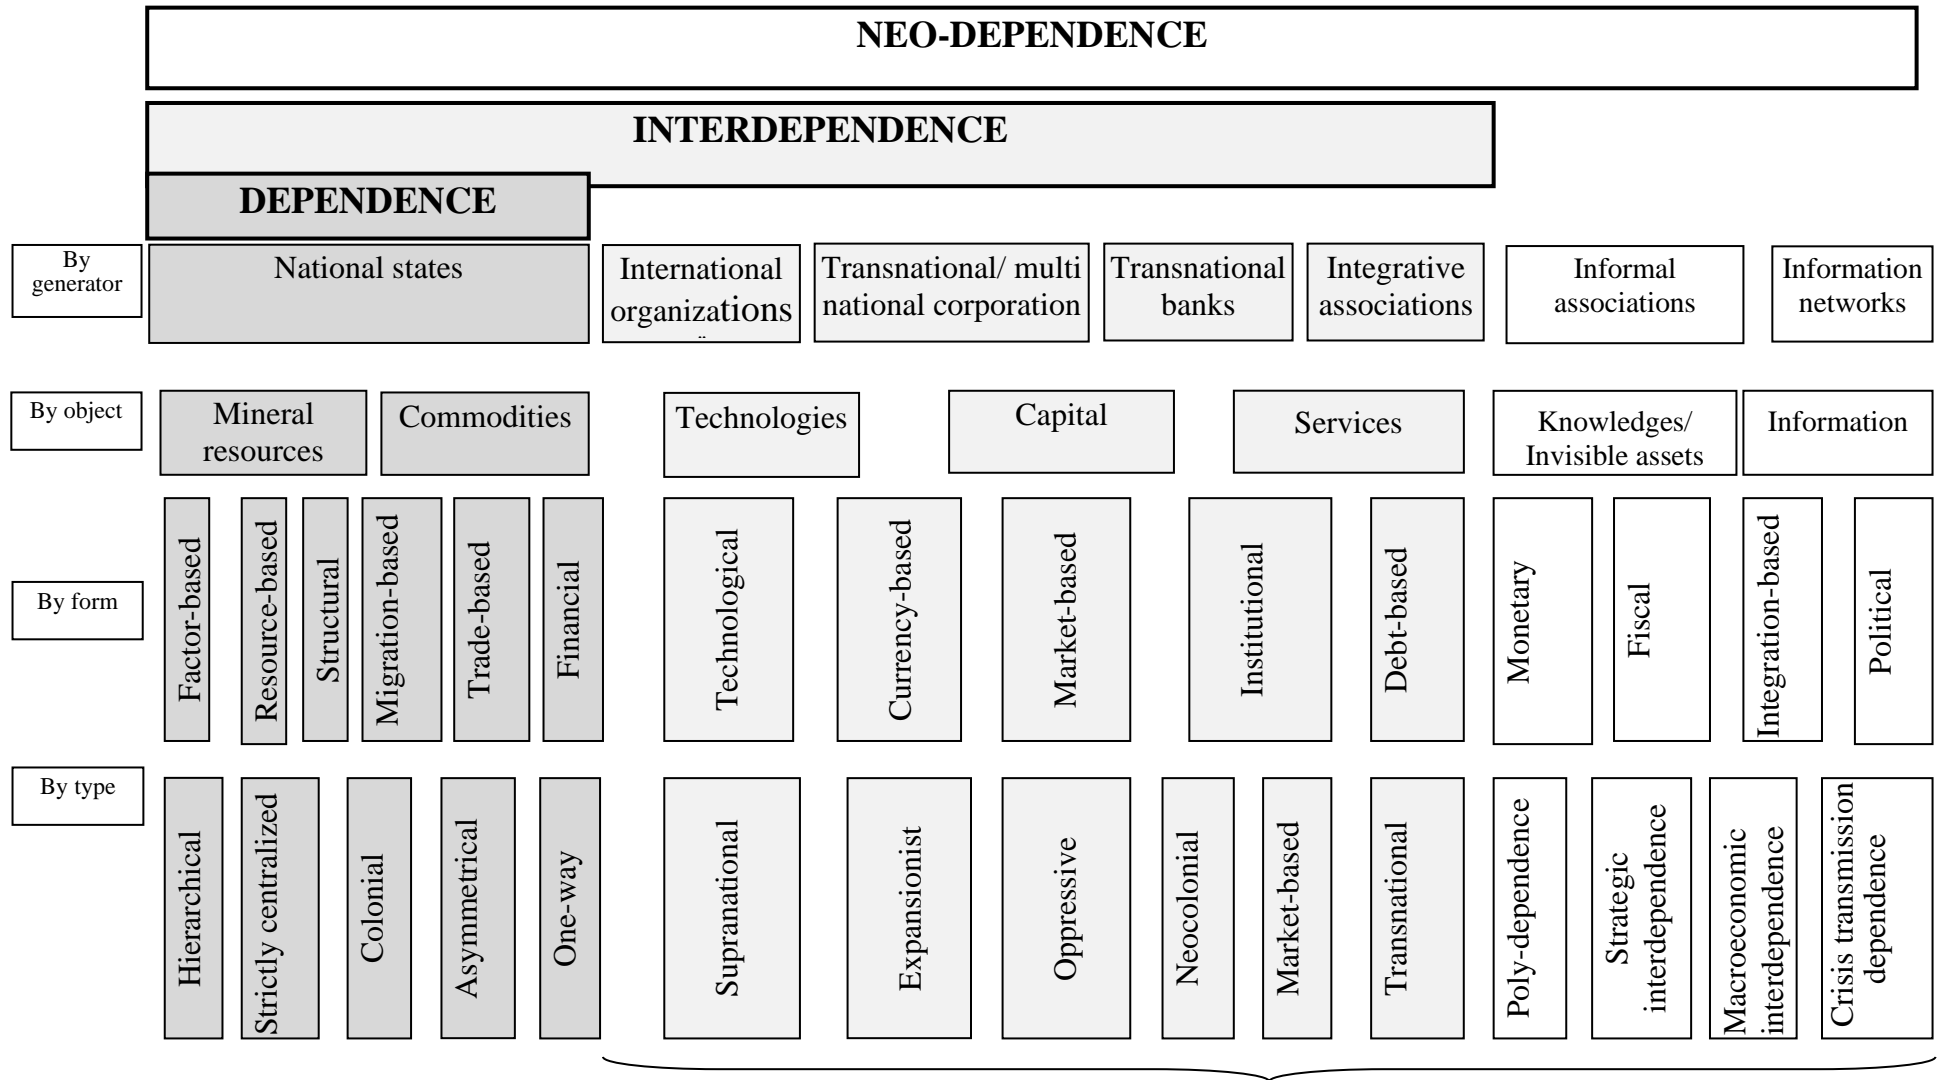 NEO-DEPENDENCE
INTERDEPENDENCE
DEPENDENCE
By
generator
National states
International
organizations
Transnational/ multi
national corporation
Transnational
banks
Integrative
associations
Informal
associations
Information
networks
By object
Mineral
resources
Commodities
Technologies
Capital
Services
Knowledges/
Invisible assets
Information
By form
Factor-based
Resource-based
Structural
Migration-based
Trade-based
Financial
Technological
Currency-based
Market-based
Institutional
Debt-based
Monetary
Fiscal
Integration-based
Political
By type
Hierarchical
Strictly centralized
Colonial
Asymmetrical
One-way
Supranational
Expansionist
Oppressive
Neocolonial
Market-based
Transnational
Poly-dependence
Strategic
interdependence
Macroeconomic
interdependence
Crisis transmission
dependence